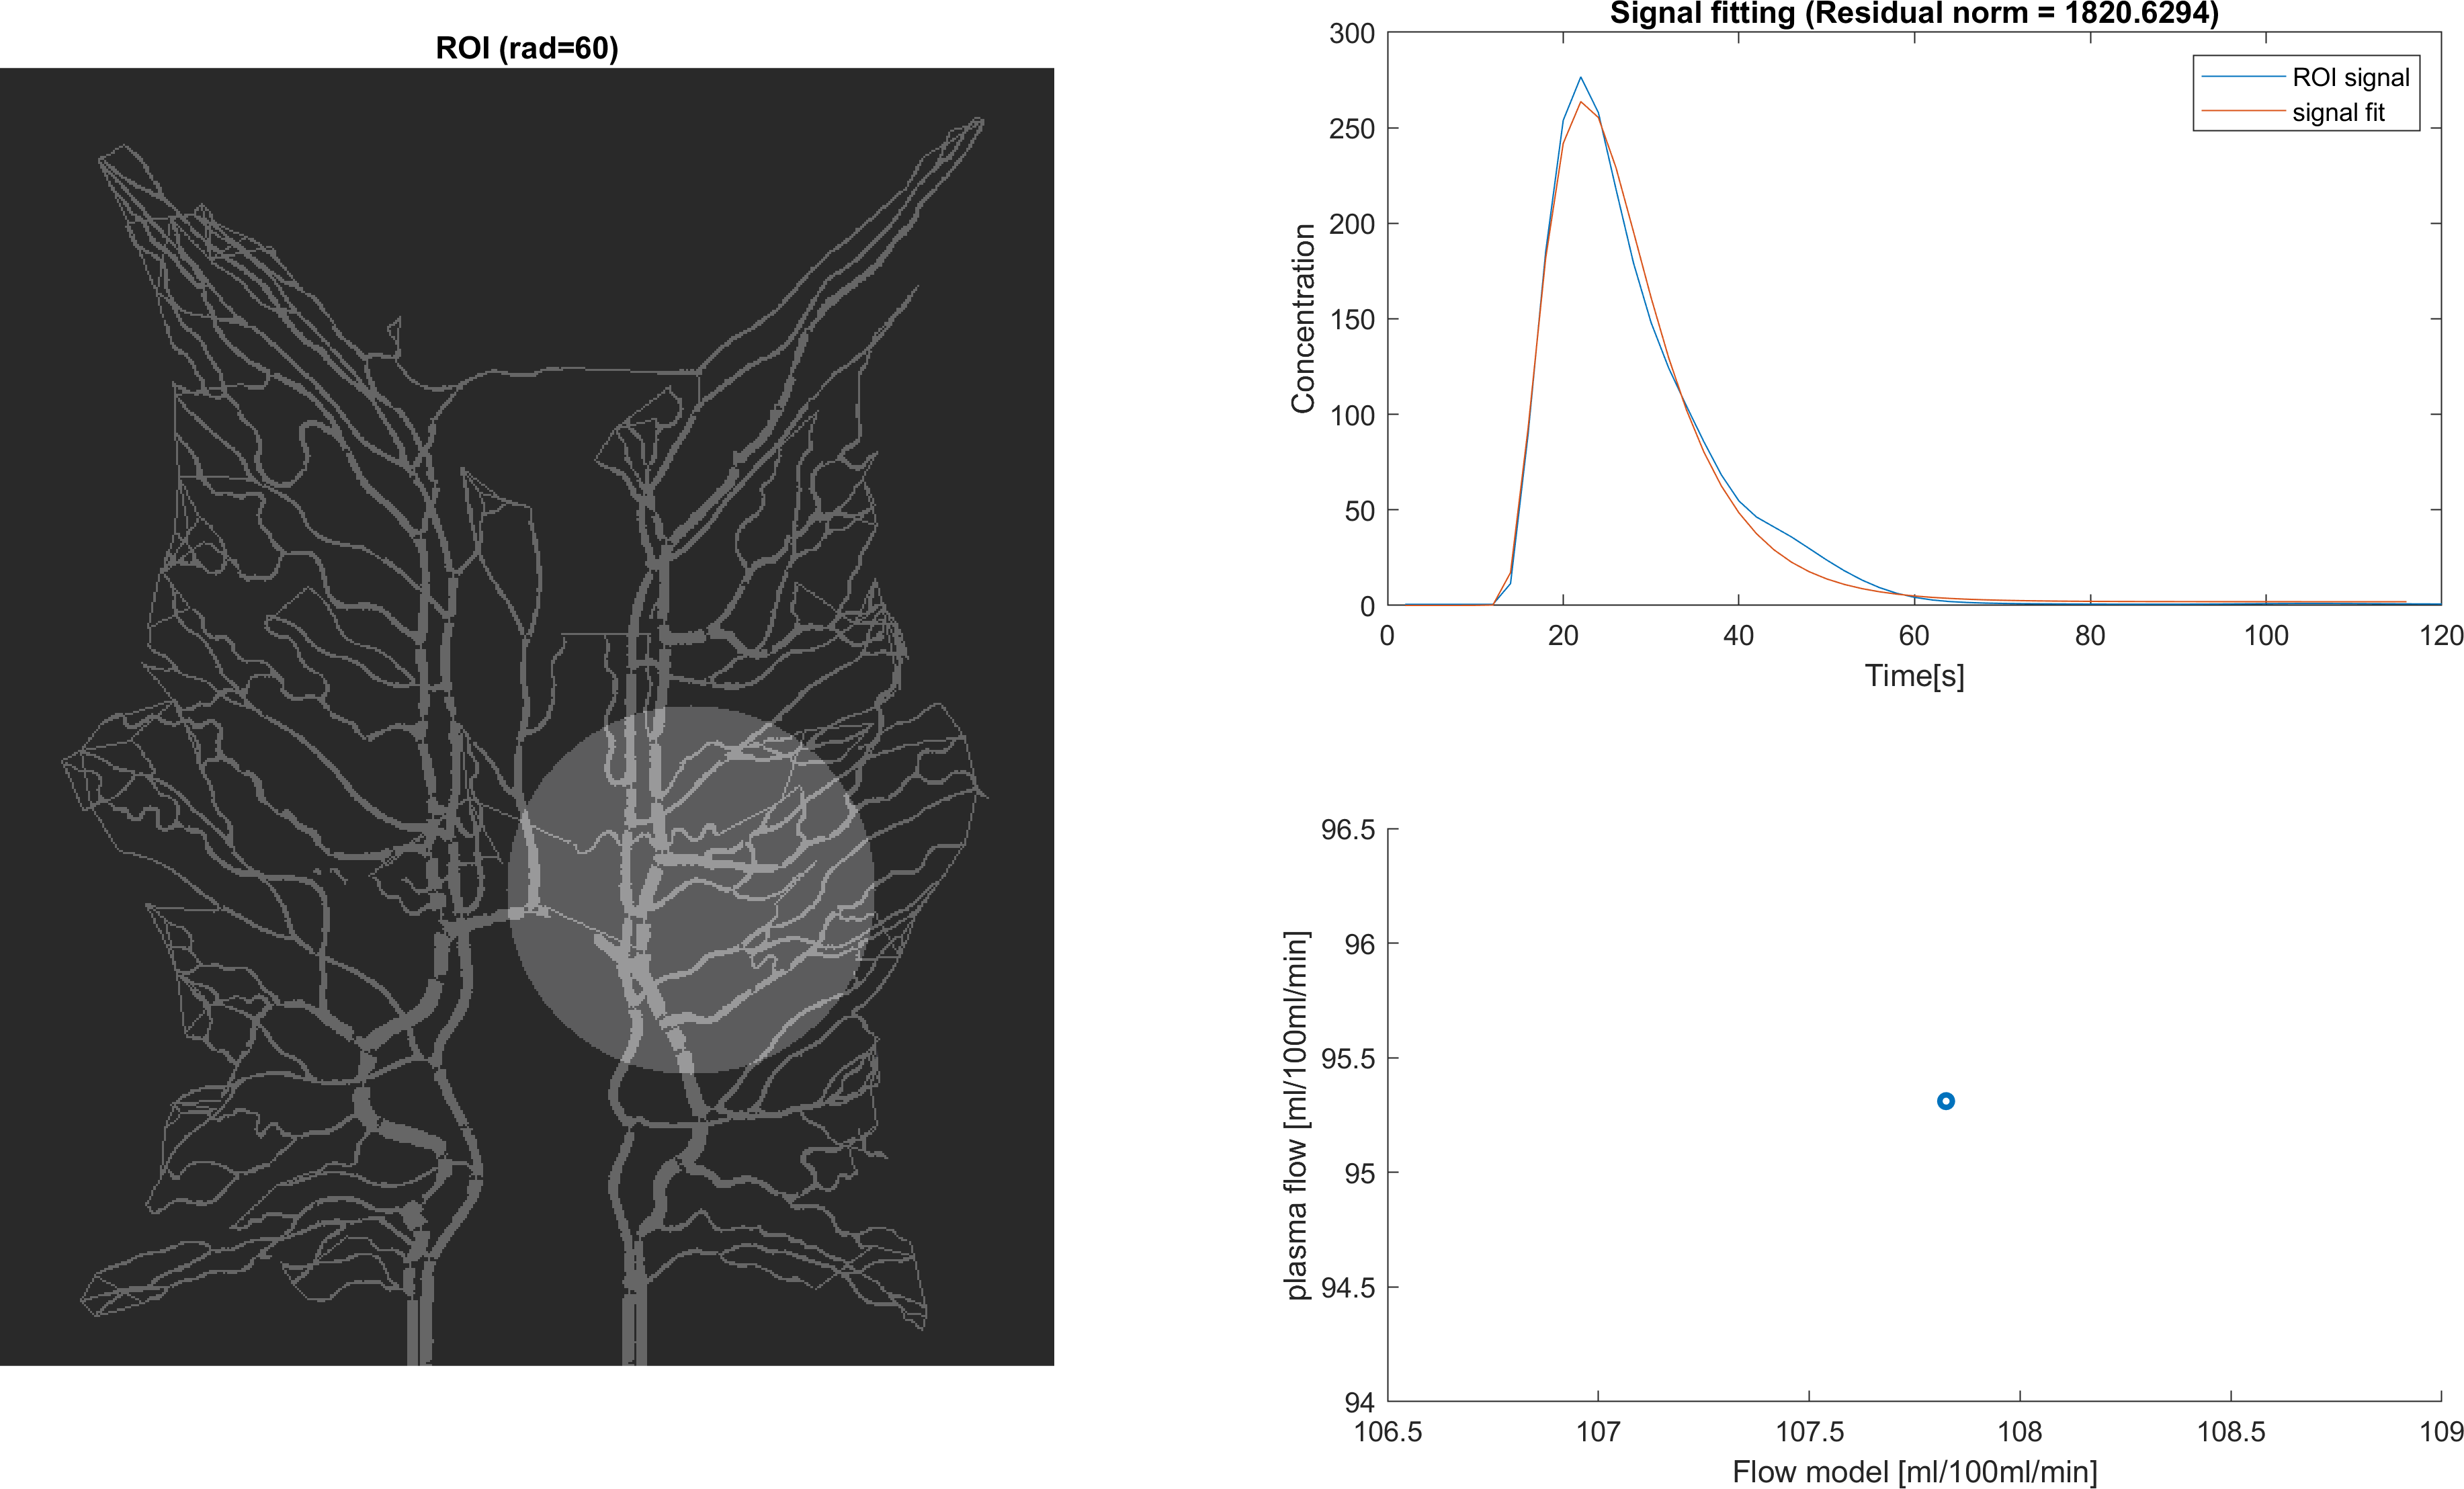 ROI (rad=60)
Signal fitting (Residual norm = 1820.6294)
300
250
200
150
100
50
0
Concentration
ROI signal
signal fit
0 20 40 60 80 100 120
Time[s]
96.5
96
95.5
95
94.5
94
plasma flow [ml/100ml/min]
106.5 107 107.5 108 108.5 109
Flow model [ml/100ml/min]